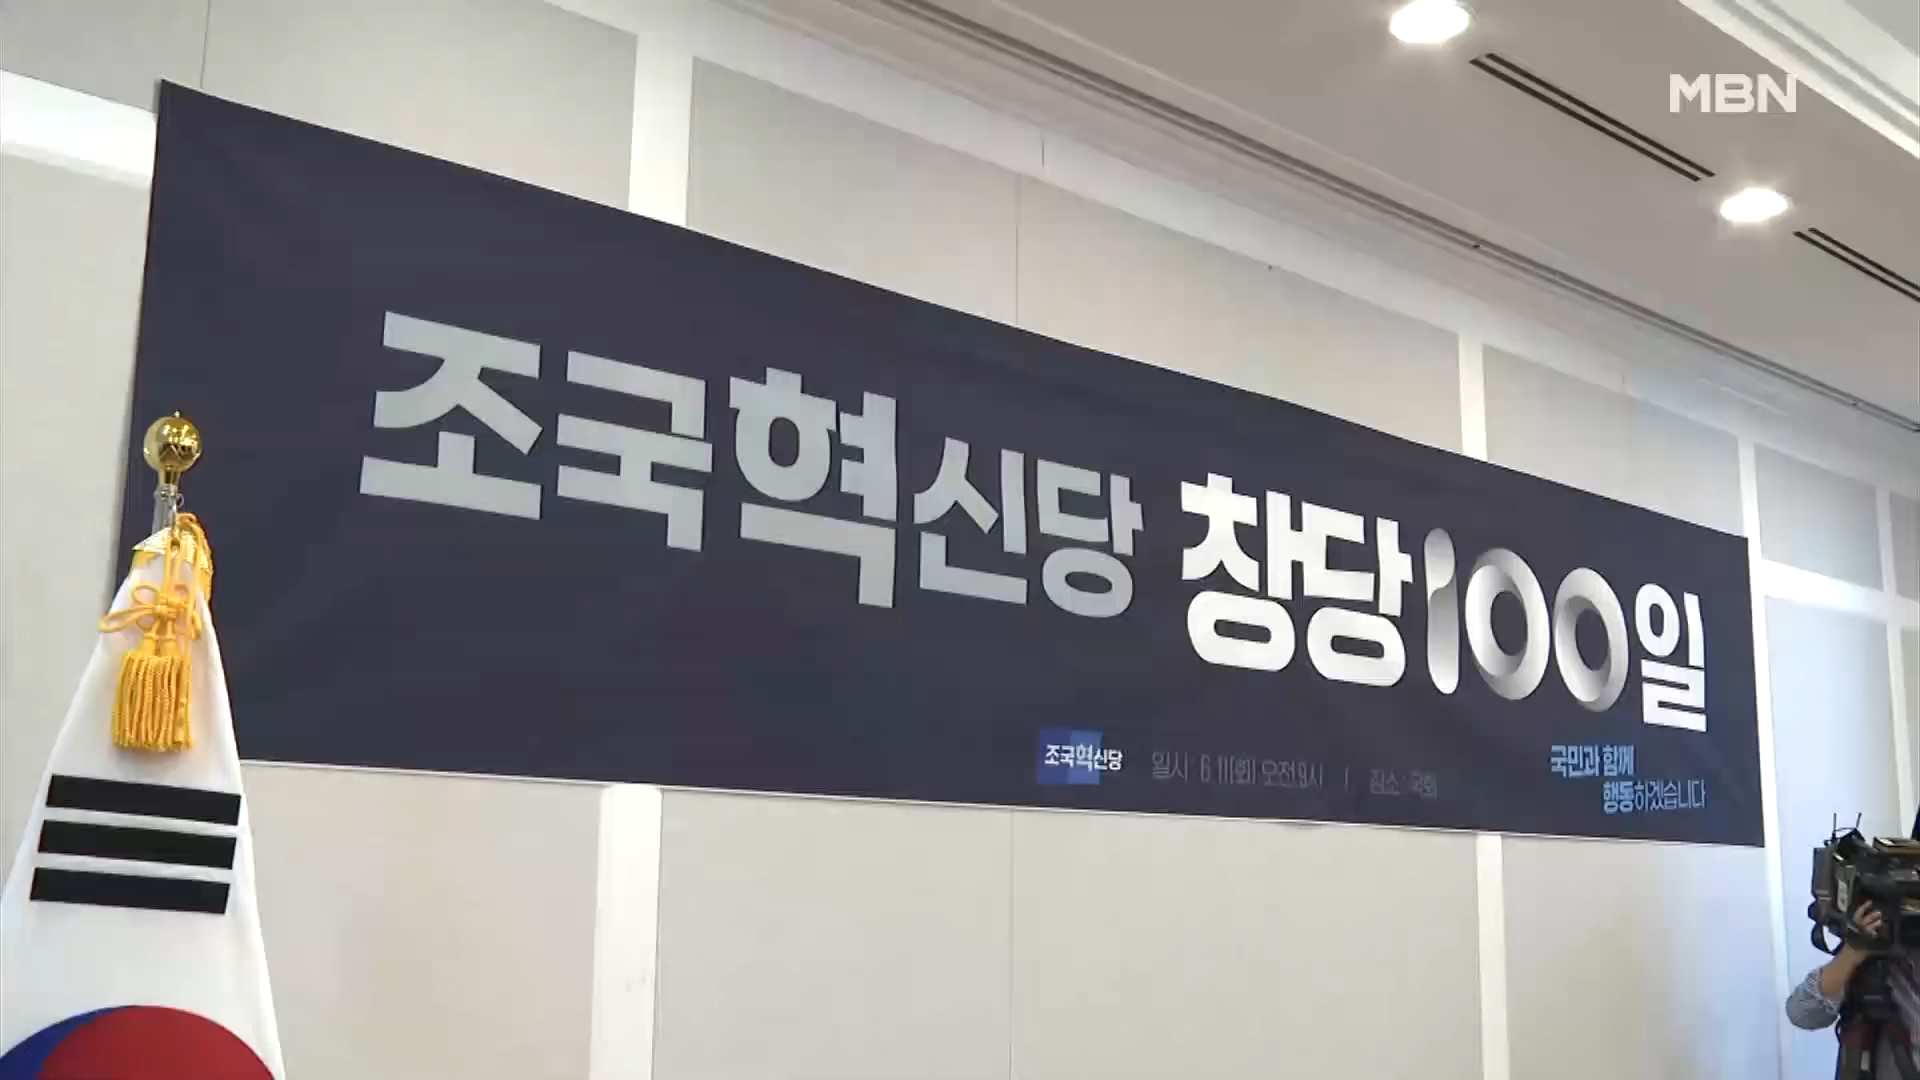 MBN
조국혁신당 창당 100일
조국혁신당 일시 : 6.11(화) 오전 9시 | 장소 : 국회
국민과 함께
행동하겠습니다